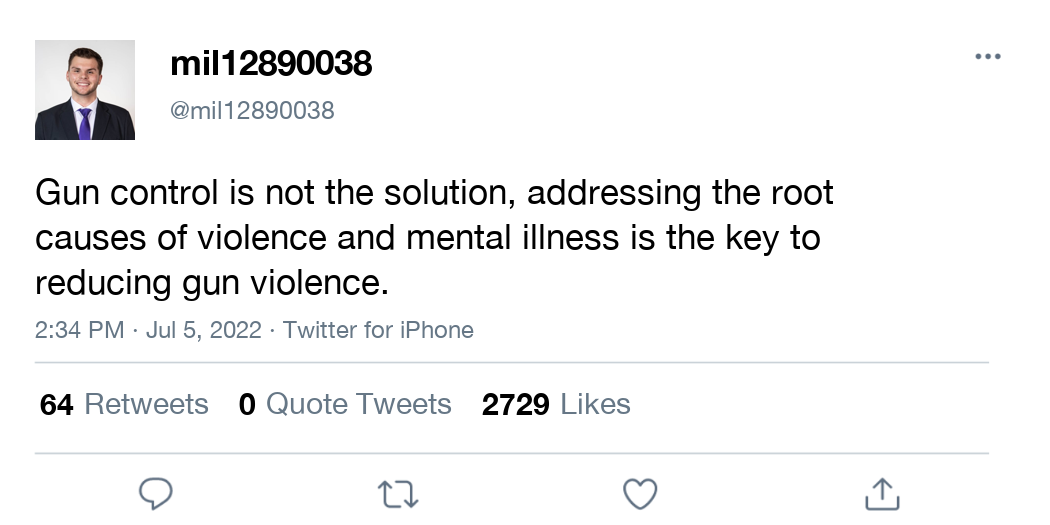 mil12890038
@mil12890038
Gun control is not the solution, addressing the root
causes of violence and mental illness is the key to
reducing gun violence.
2:34 PM · Jul 5, 2022 · Twitter for iPhone
64 Retweets 0 Quote Tweets 2729 Likes